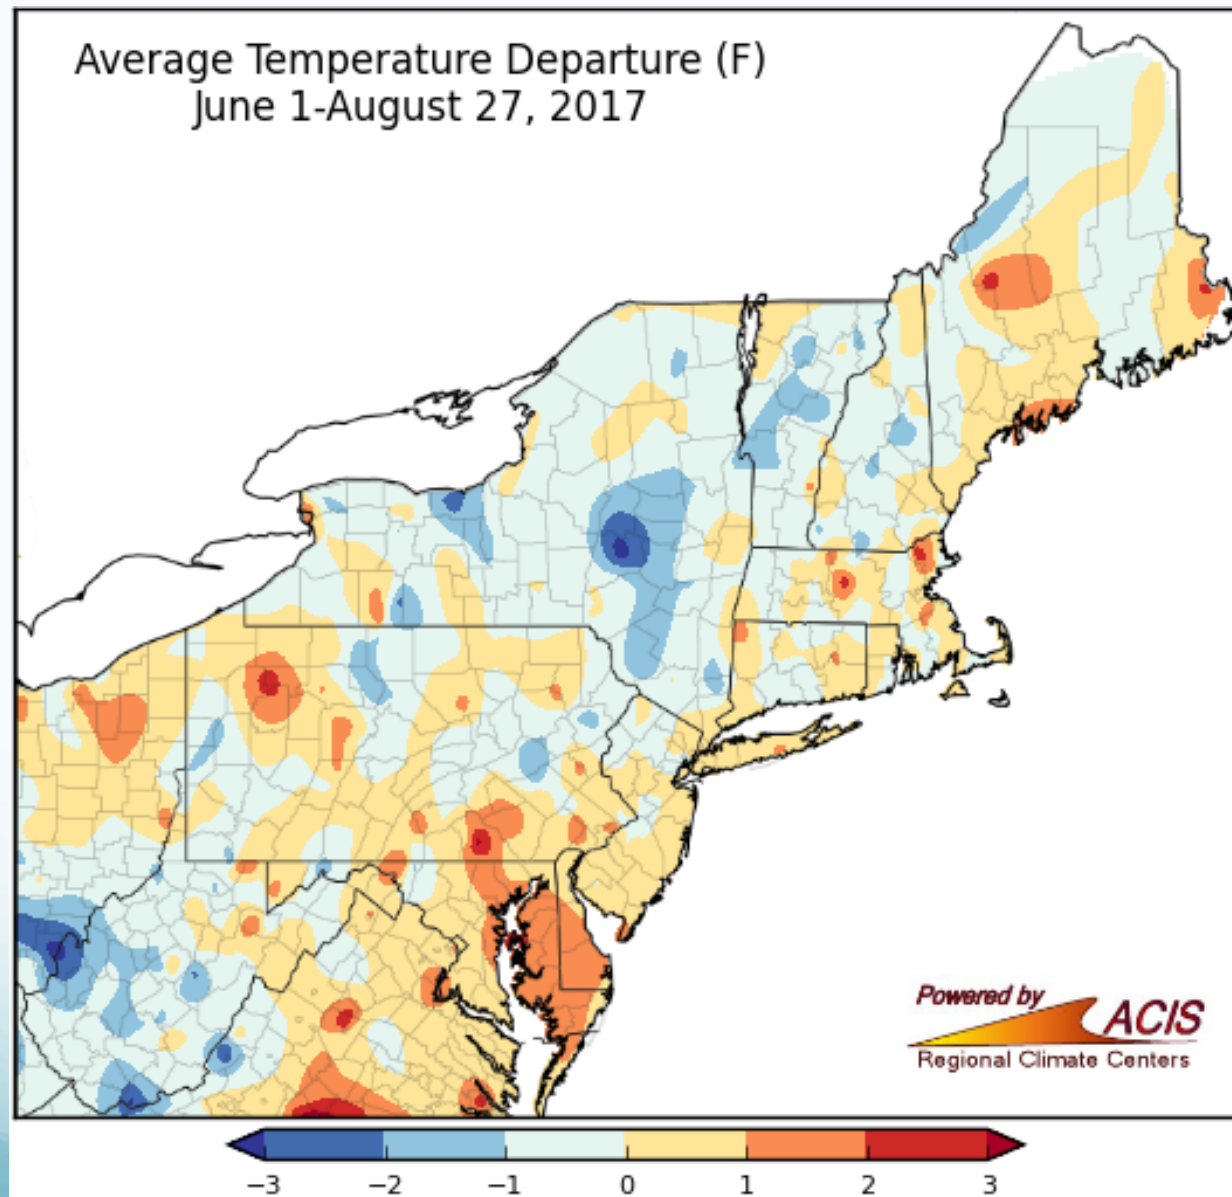 Average Temperature Departure (F)
June 1-August 27, 2017
Powered by
ACIS
Regional Climate Centers
−3 −2 −1 0 1 2 3